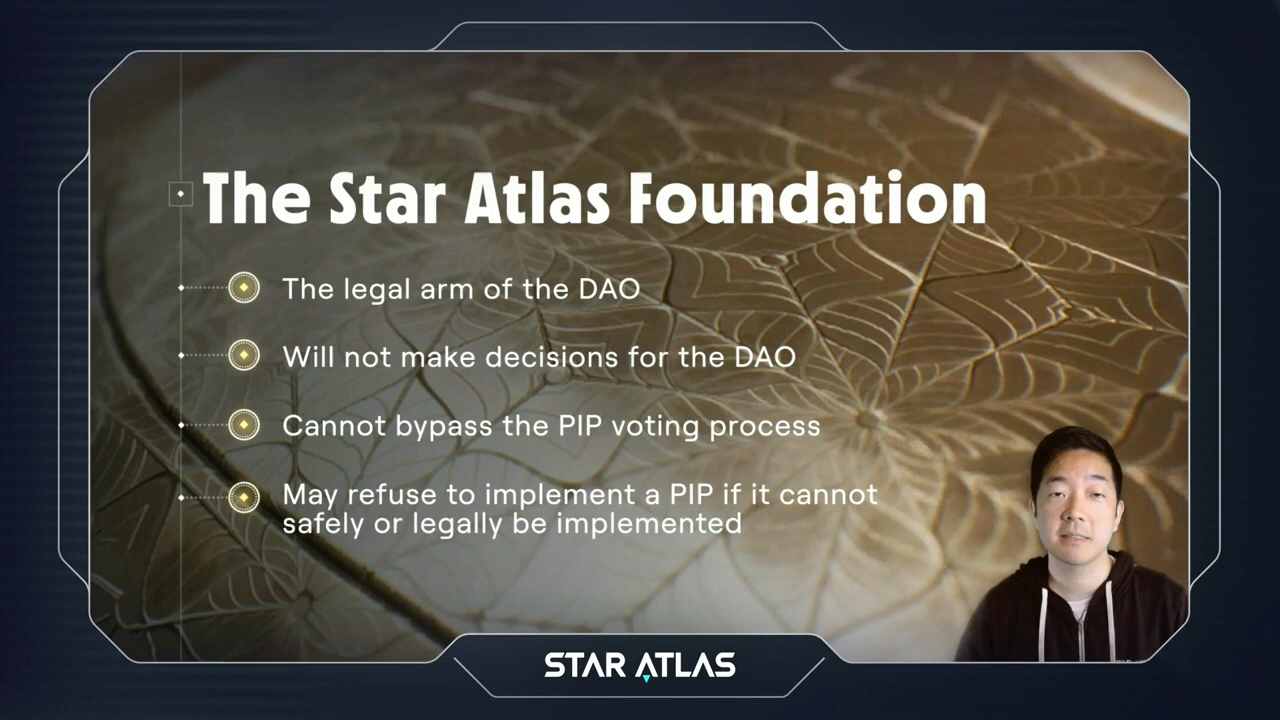 The Star Atlas Foundation
The legal arm of the DAO
Will not make decisions for the DAO
Cannot bypass the PIP voting process
May refuse to implement a PIP if it cannot
safely or legally be implemented
STAR ATLAS